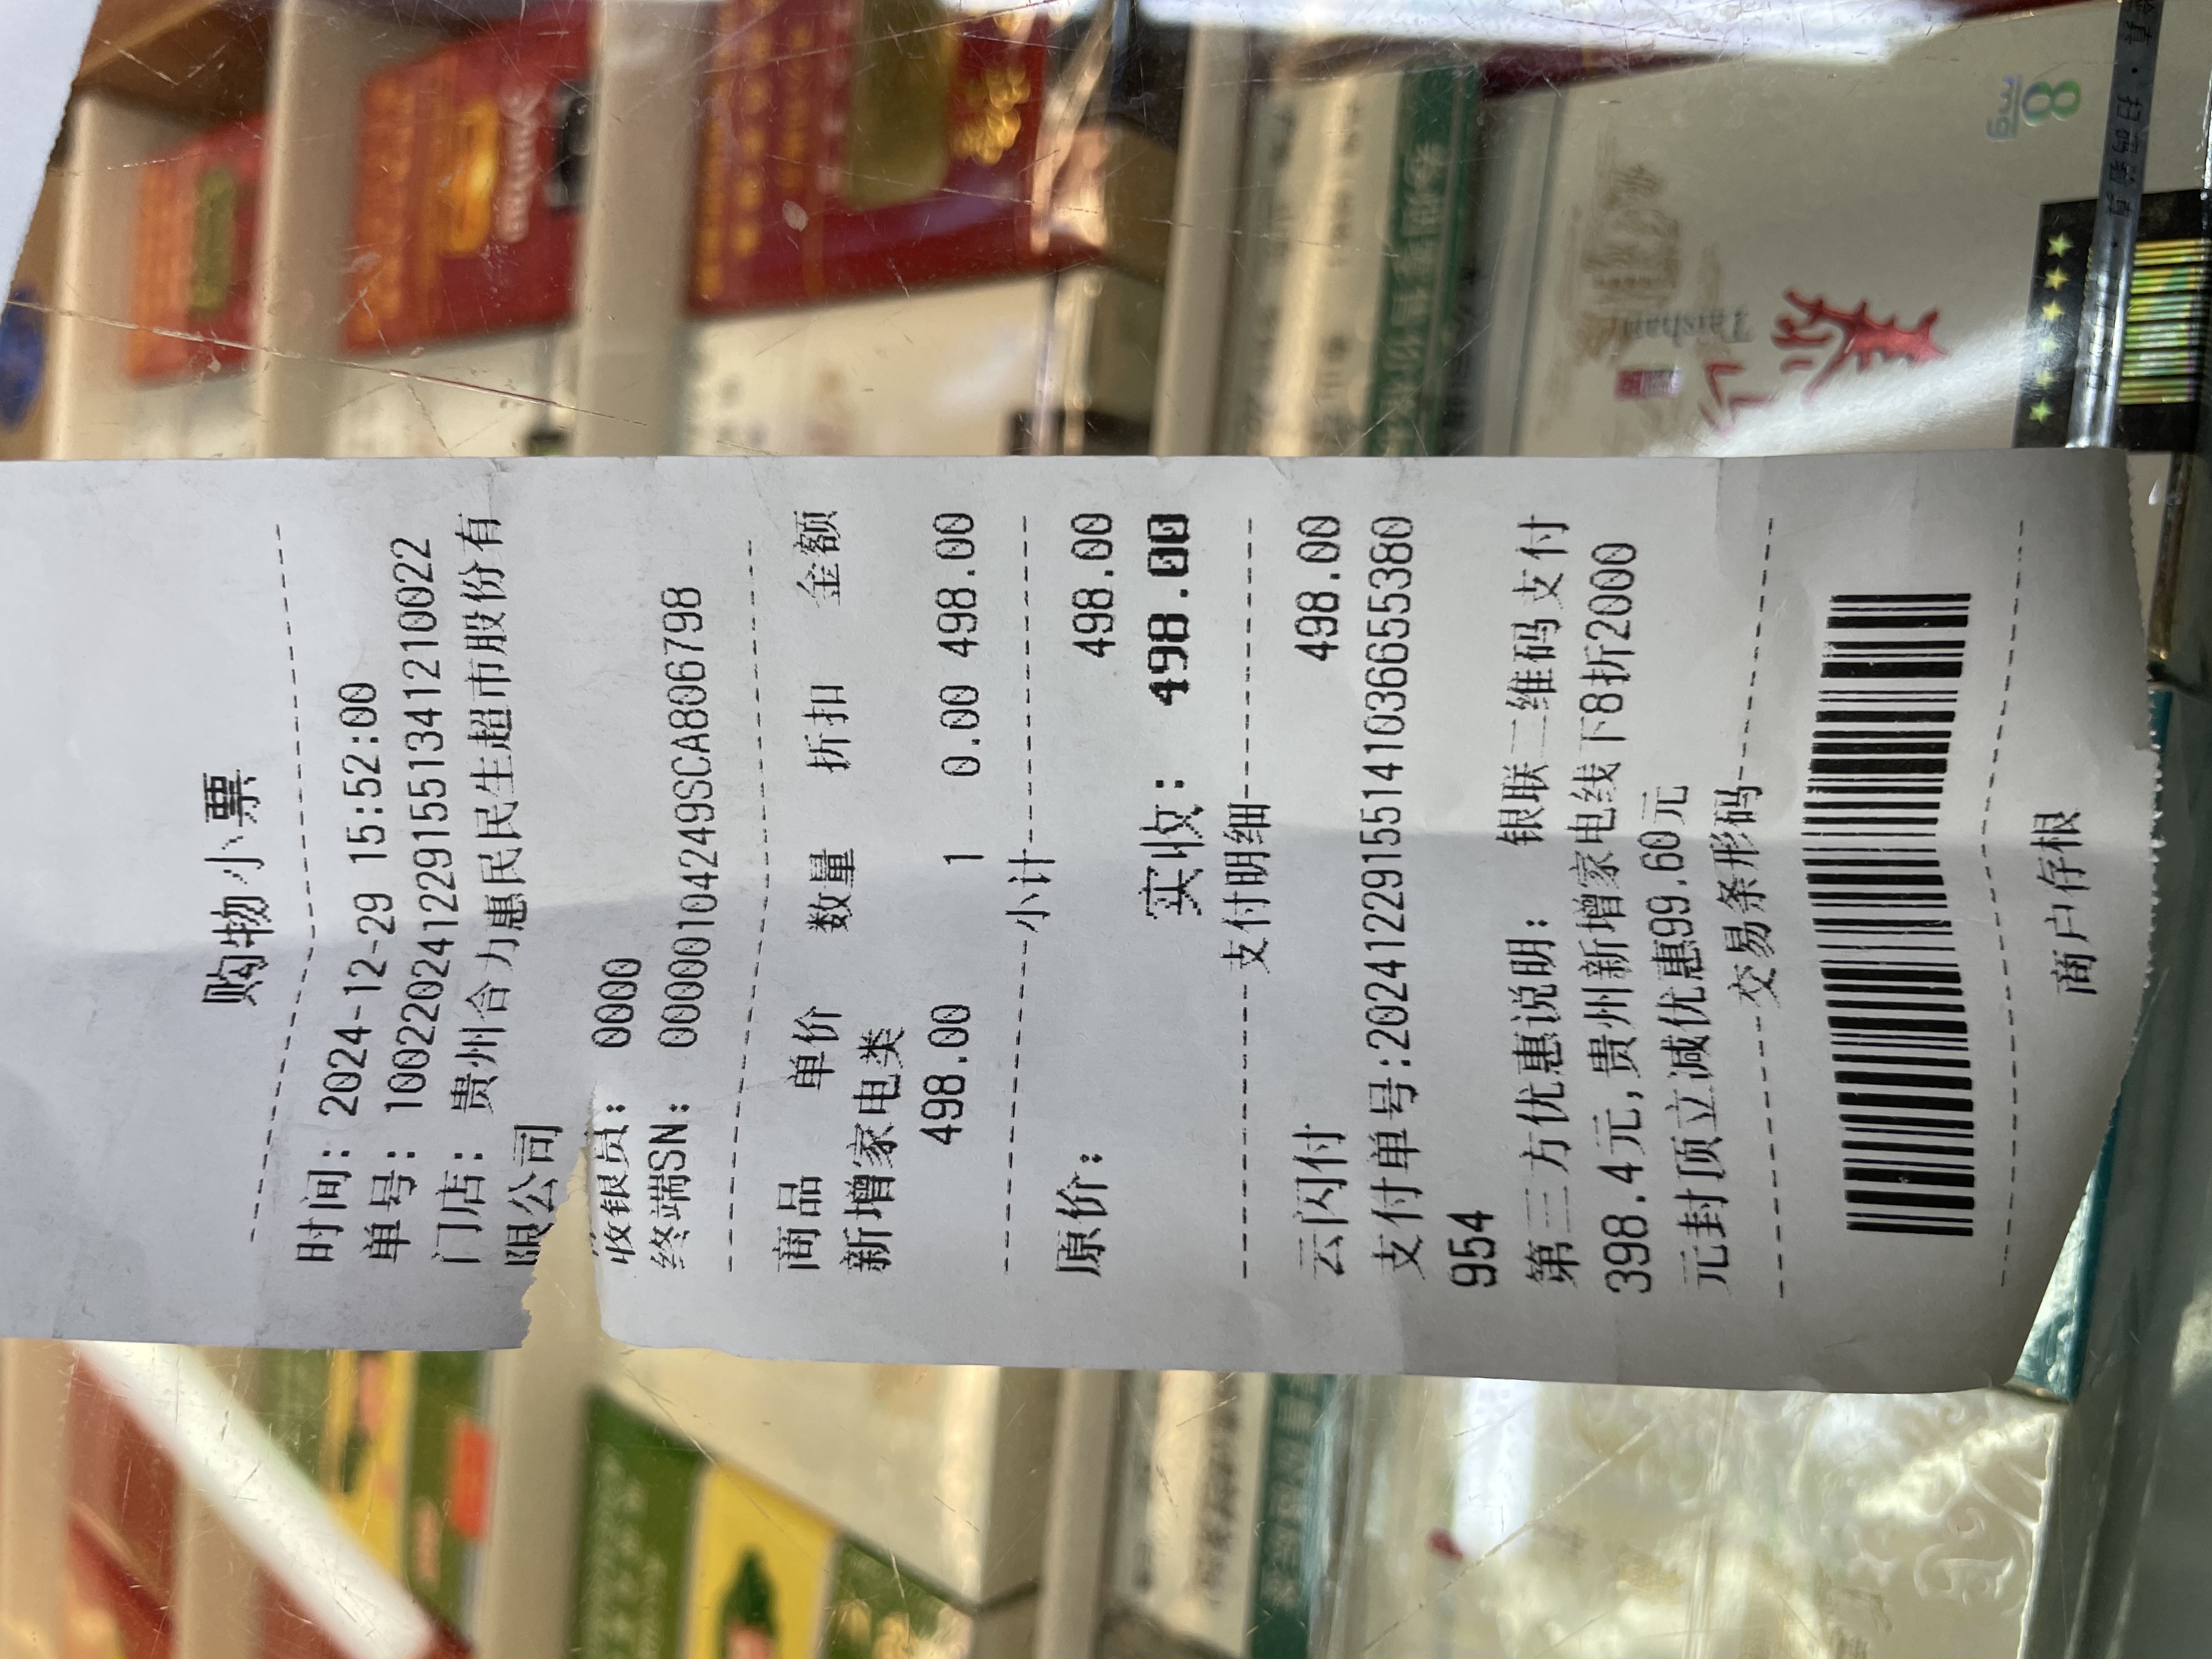 购物小票
时间: 2024-12-29 15:52:00
单号: 1002202412291551341210022
门店: 贵州合力惠民民生超市股份有
限公司
收银员: 0000
终端SN: 00000104249SCA806798
商品 单价 数量 折扣 金额
新增家电类
498.00 1 0.00 498.00
小计
原价: 498.00
实收: 498.00
支付明细
云闪付 498.00
支付单号:20241229155141036655380
954
第三方优惠说明: 银联二维码支付
398.4元,贵州新增家电线下8折2000
元封顶立减优惠99.60元
交易条形码
商户存根
泰山
Taishan
8
mg